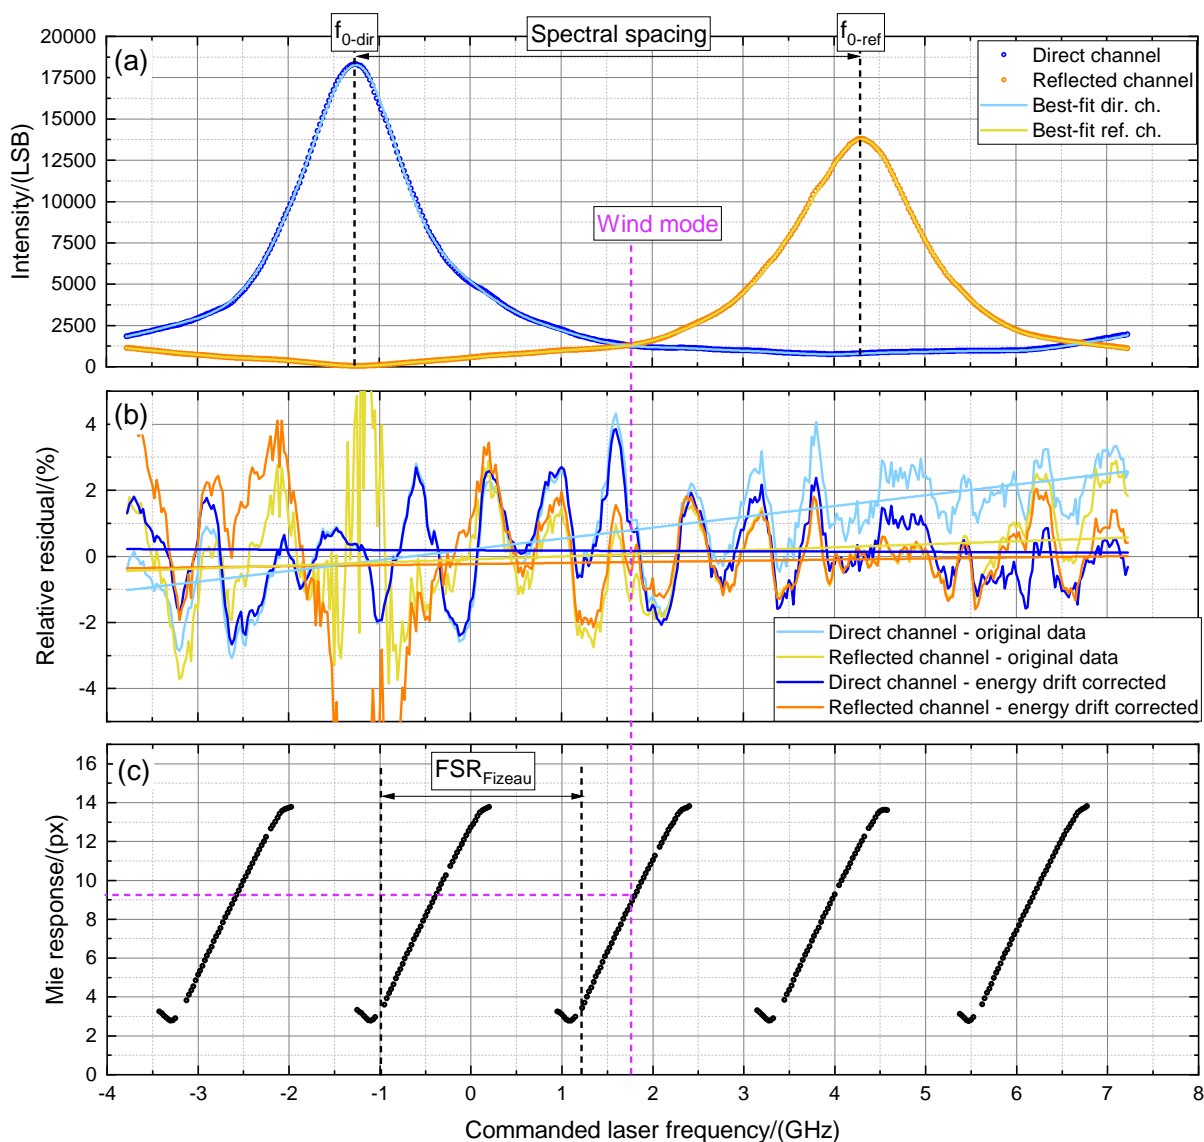 f0-dir
Spectral spacing
f0-ref
20000
17500
15000
12500
10000
7500
5000
2500
0
Intensity/(LSB)
(a)
Direct channel
Reflected channel
Best-fit dir. ch.
Best-fit ref. ch.
Wind mode
4
2
0
-2
-4
Relative residual/(%)
(b)
Direct channel - original data
Reflected channel - original data
Direct channel - energy drift corrected
Reflected channel - energy drift corrected
16
14
12
10
8
6
4
2
0
Mie response/(px)
(c)
FSRFizeau
-4 -3 -2 -1 0 1 2 3 4 5 6 7 8
Commanded laser frequency/(GHz)